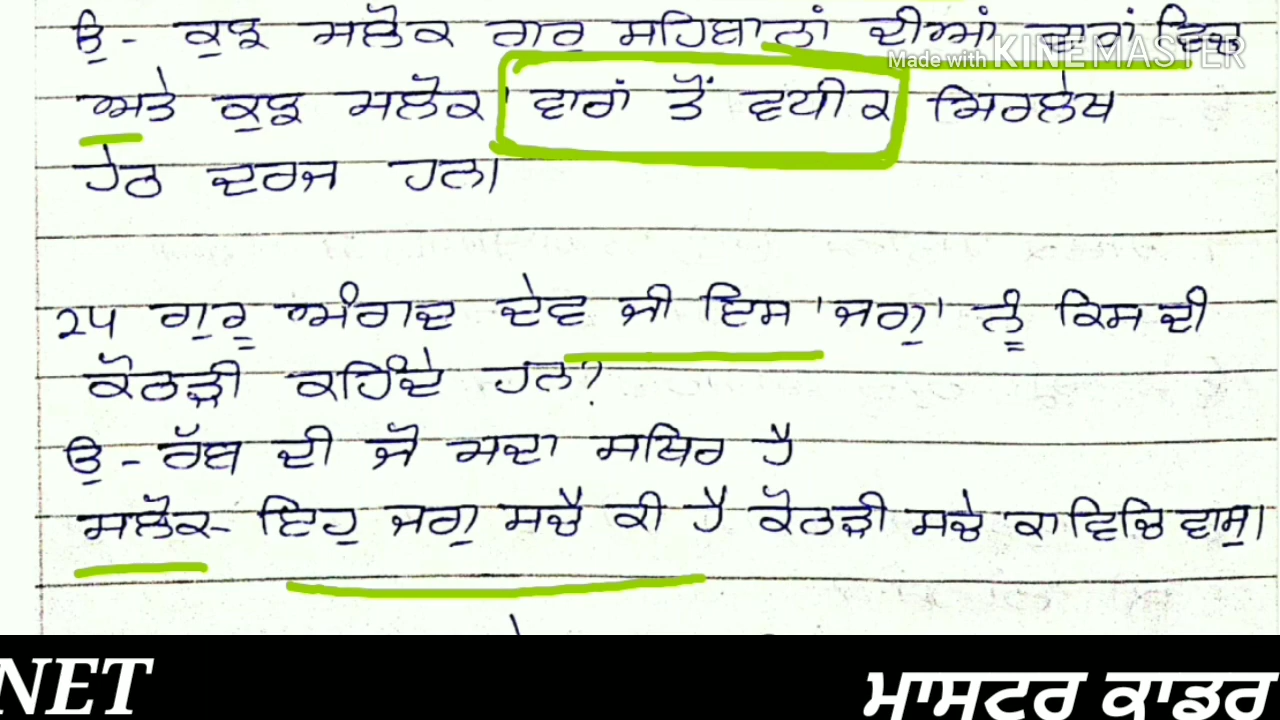 ਉ - ਕੁਝ ਸਲੋਕ ਗੁਰੂ ਸਹਿਬਾਨਾਂ ਦੀਆਂ ਵਾਰਾਂ ਵਿਚ
Made with KINEMASTER
ਅਤੇ ਕੁਝ ਸਲੋਕ 'ਵਾਰਾਂ ਤੋਂ ਵਧੀਕ ਸਿਰਲੇਖ
ਹੇਠ ਦਰਜ ਹਨ।
24 ਗੁਰੂ ਅੰਗਦ ਦੇਵ ਜੀ ਇਸ 'ਜਗੁ' ਨੂੰ ਕਿਸ ਦੀ
ਕੋਠੜੀ ਕਹਿੰਦੇ ਹਨ?
ਉ - ਰੱਬ ਦੀ ਜੋ ਸਦਾ ਸਥਿਰ ਹੈ
ਸਲੋਕ- ਇਹੁ ਜਗੁ ਸਚੈ ਕੀ ਹੈ ਕੋਠੜੀ ਸਚੇ ਕਾ ਵਿਚਿ ਵਾਸੁ।
NET ਮਾਸਟਰ ਕਾਡਰ